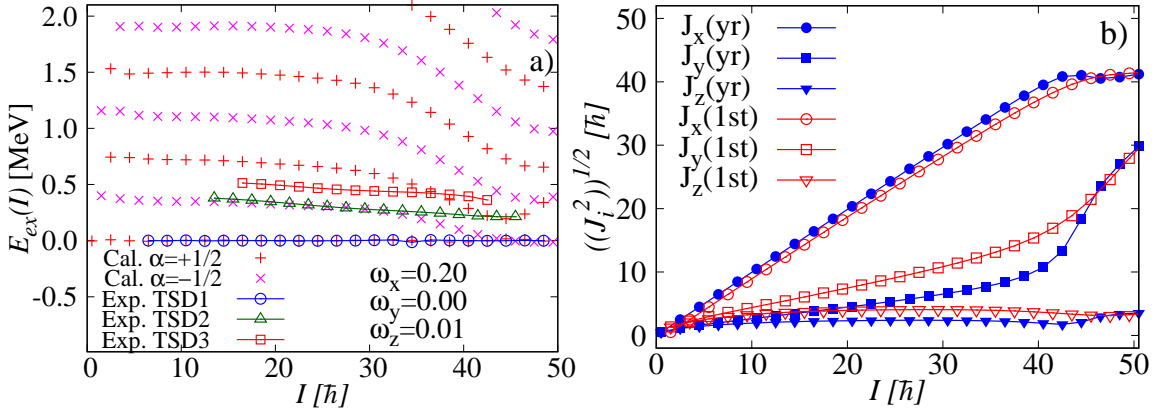 2.0
1.5
1.0
0.5
0.0
-0.5
E_ex(I) [MeV]
a)
Cal. α=+1/2
Cal. α=−1/2
Exp. TSD1
Exp. TSD2
Exp. TSD3
ω_x=0.20
ω_y=0.00
ω_z=0.01
0 10 20 30 40 50
I [ħ]
50
40
30
20
10
0
((J_i^2))^{1/2} [ħ]
b)
J_x(yr)
J_y(yr)
J_z(yr)
J_x(1st)
J_y(1st)
J_z(1st)
0 10 20 30 40 50
I [ħ]